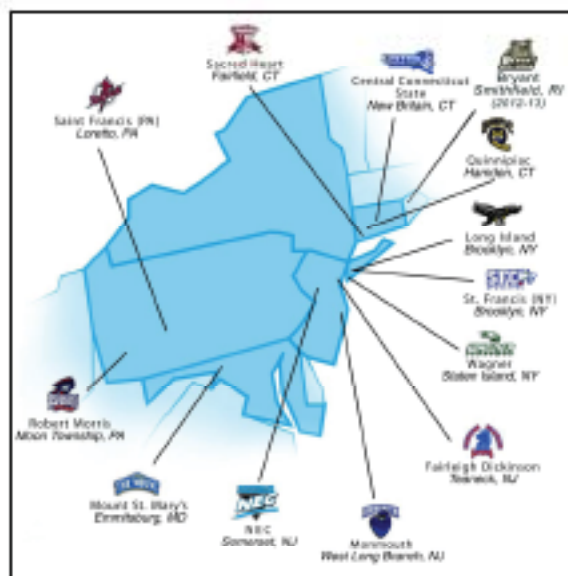 Sacred Heart
Fairfield, CT
Central Connecticut
State
New Britain, CT
Bryant
Smithfield, RI
(2012-13)
Saint Francis (PA)
Loretto, PA
Quinnipiac
Hamden, CT
Long Island
Brooklyn, NY
St. Francis (NY)
Brooklyn, NY
Wagner
Staten Island, NY
Robert Morris
Moon Township, PA
Fairleigh Dickinson
Teaneck, NJ
Mount St. Mary's
Emmitsburg, MD
NEC
NEC
Somerset, NJ
Monmouth
West Long Branch, NJ